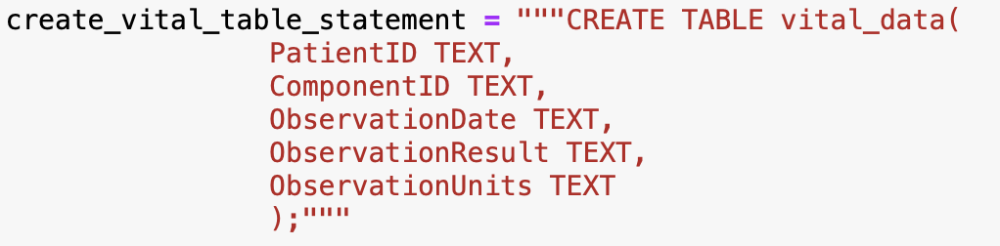 create_vital_table_statement = """CREATE TABLE vital_data(
                PatientID TEXT,
                ComponentID TEXT,
                ObservationDate TEXT,
                ObservationResult TEXT,
                ObservationUnits TEXT
                );"""